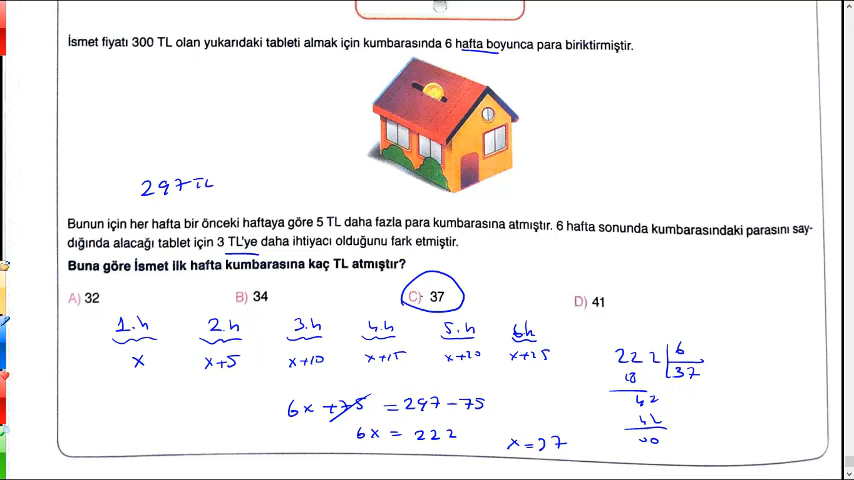 İsmet fiyatı 300 TL olan yukarıdaki tableti almak için kumbarasında 6 hafta boyunca para biriktirmiştir.
297 TL
Bunun için her hafta bir önceki haftaya göre 5 TL daha fazla para kumbarasına atmıştır. 6 hafta sonunda kumbarasındaki parasını say-
dığında alacağı tablet için 3 TL'ye daha ihtiyacı olduğunu fark etmiştir.
Buna göre İsmet ilk hafta kumbarasına kaç TL atmıştır?
A) 32 B) 34 C) 37 D) 41
1.h 2.h 3.h 4.h 5.h 6.h
x x+5 x+10 x+15 x+20 x+25
222 6
18 37
42
42
00
6x +75 = 297-75
6x = 222
x=37